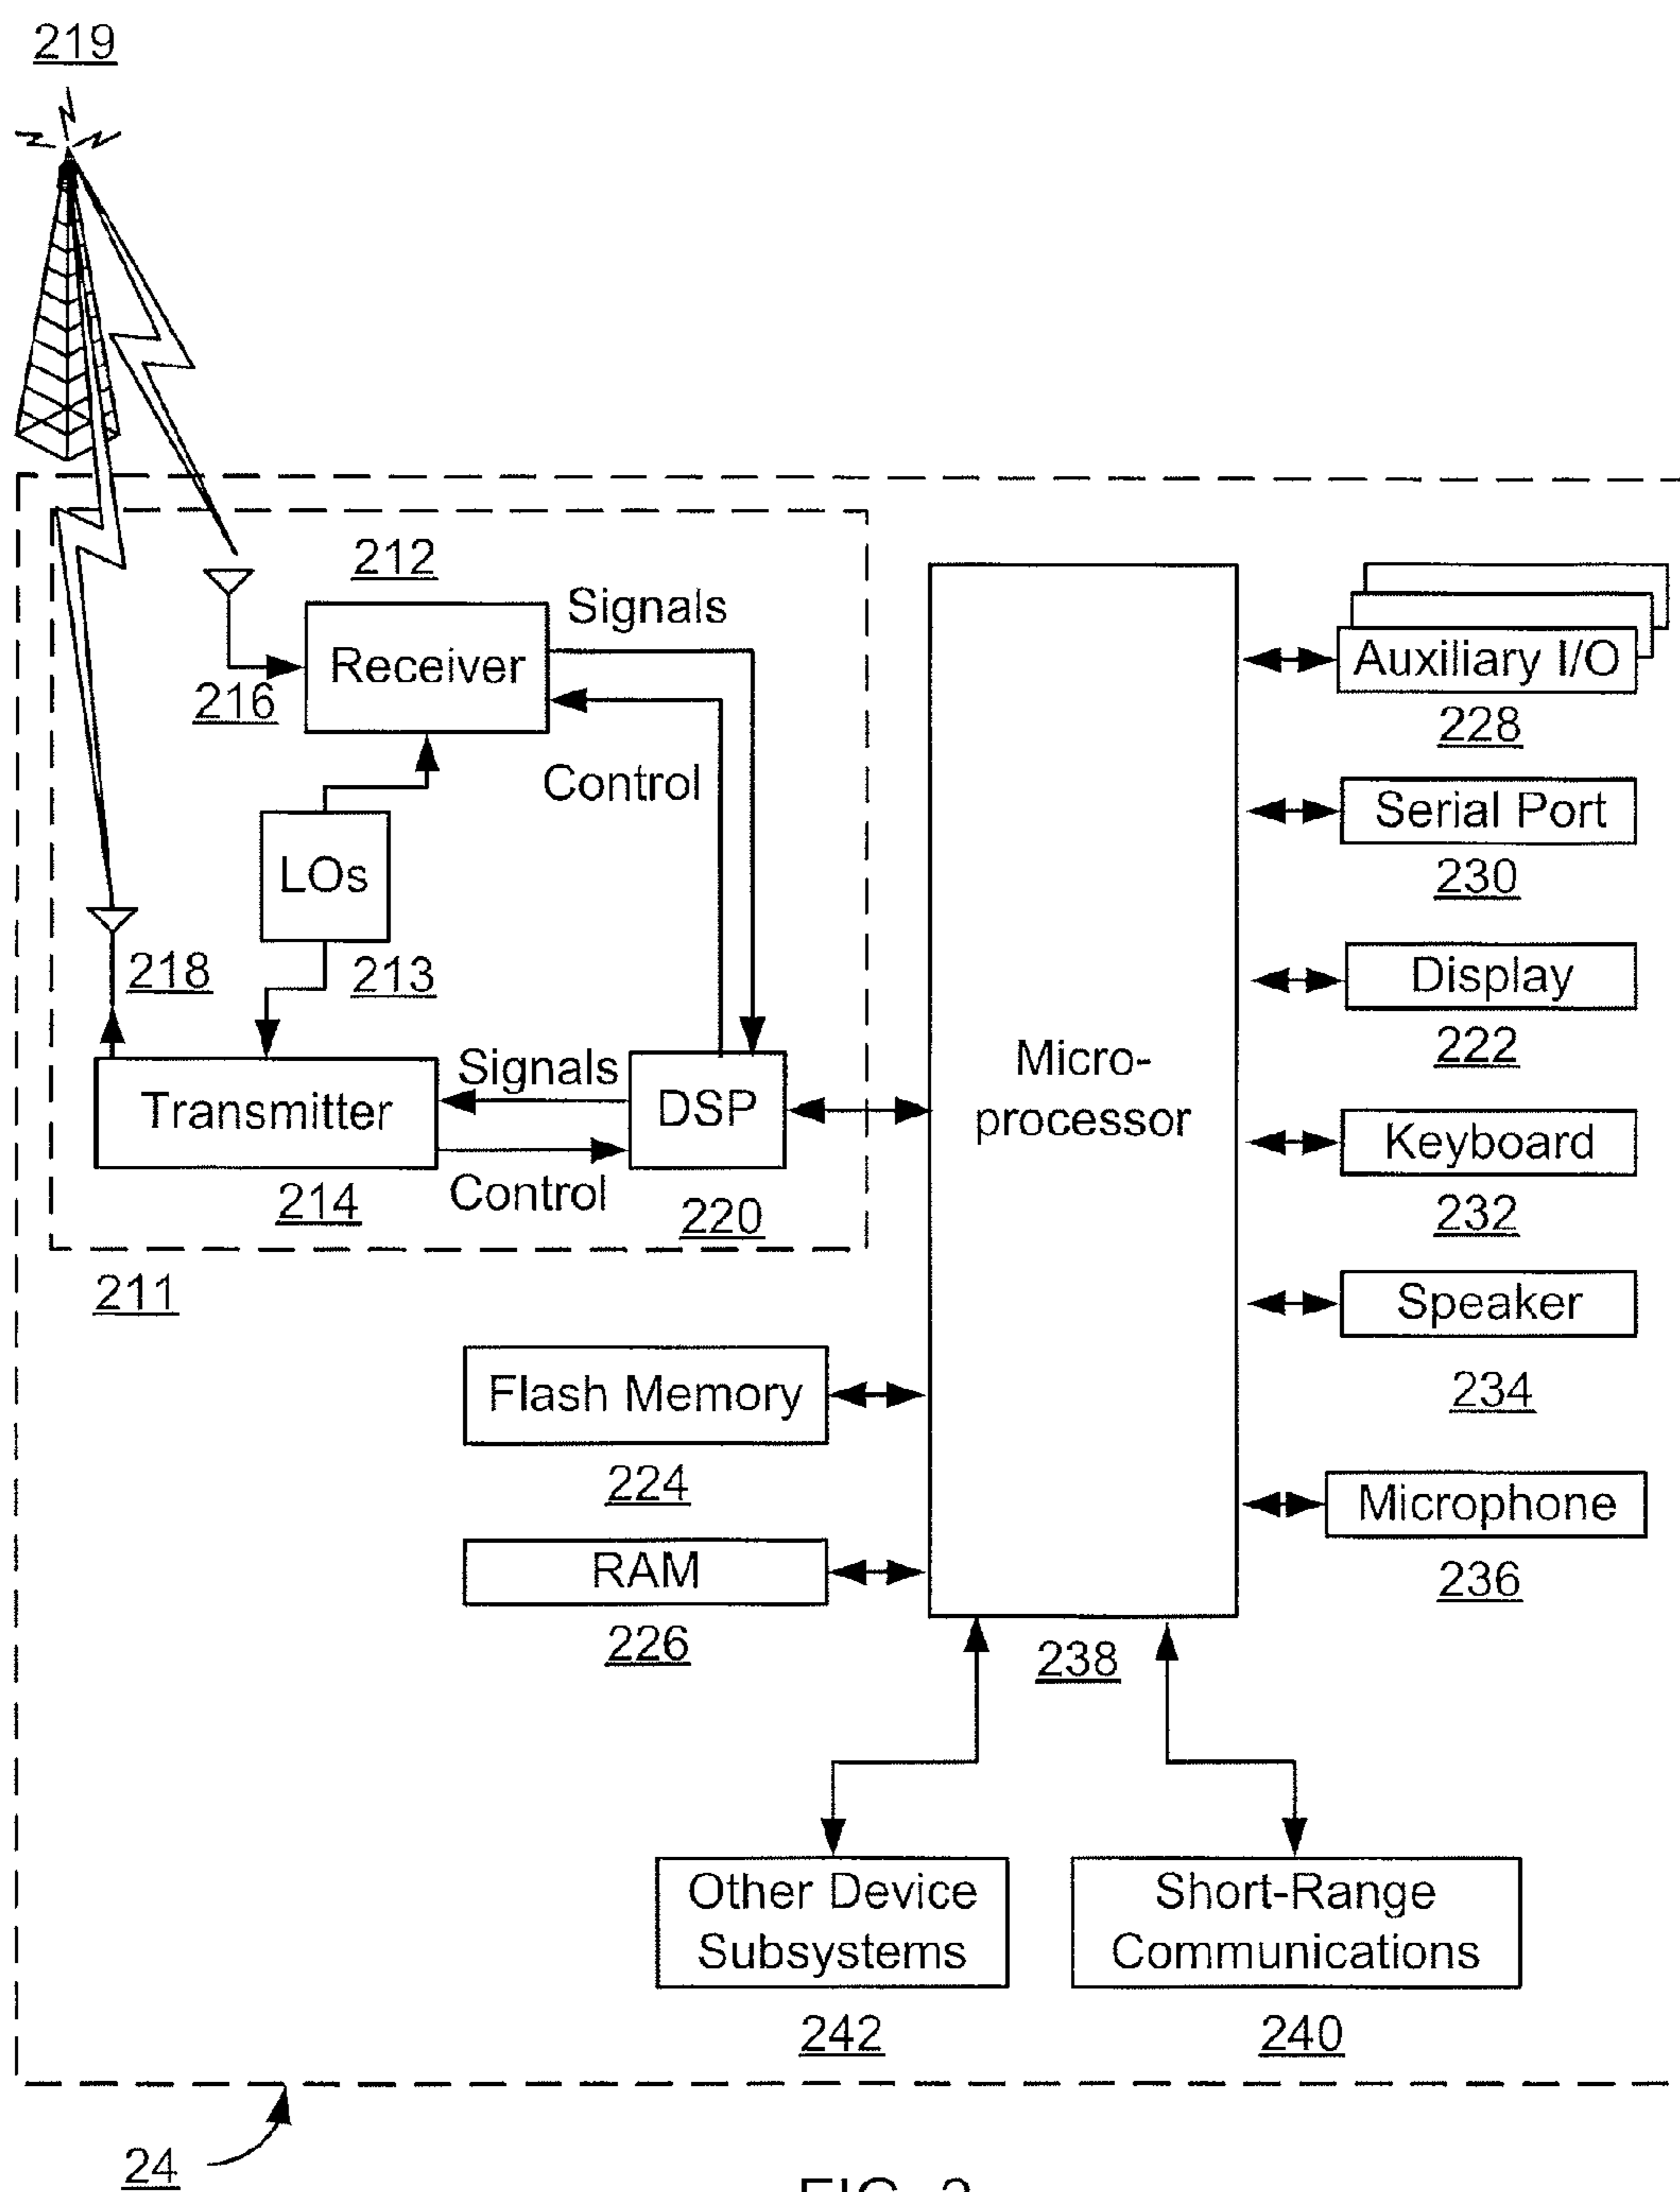 219
212
Signals
Receiver
216
Control
LOs
218
213
Signals
Transmitter
DSP
Control
214
220
211
Micro-
processor
238
Auxiliary I/O
228
Serial Port
230
Display
222
Keyboard
232
Speaker
234
Microphone
236
Flash Memory
224
RAM
226
Other Device
Subsystems
242
Short-Range
Communications
240
24